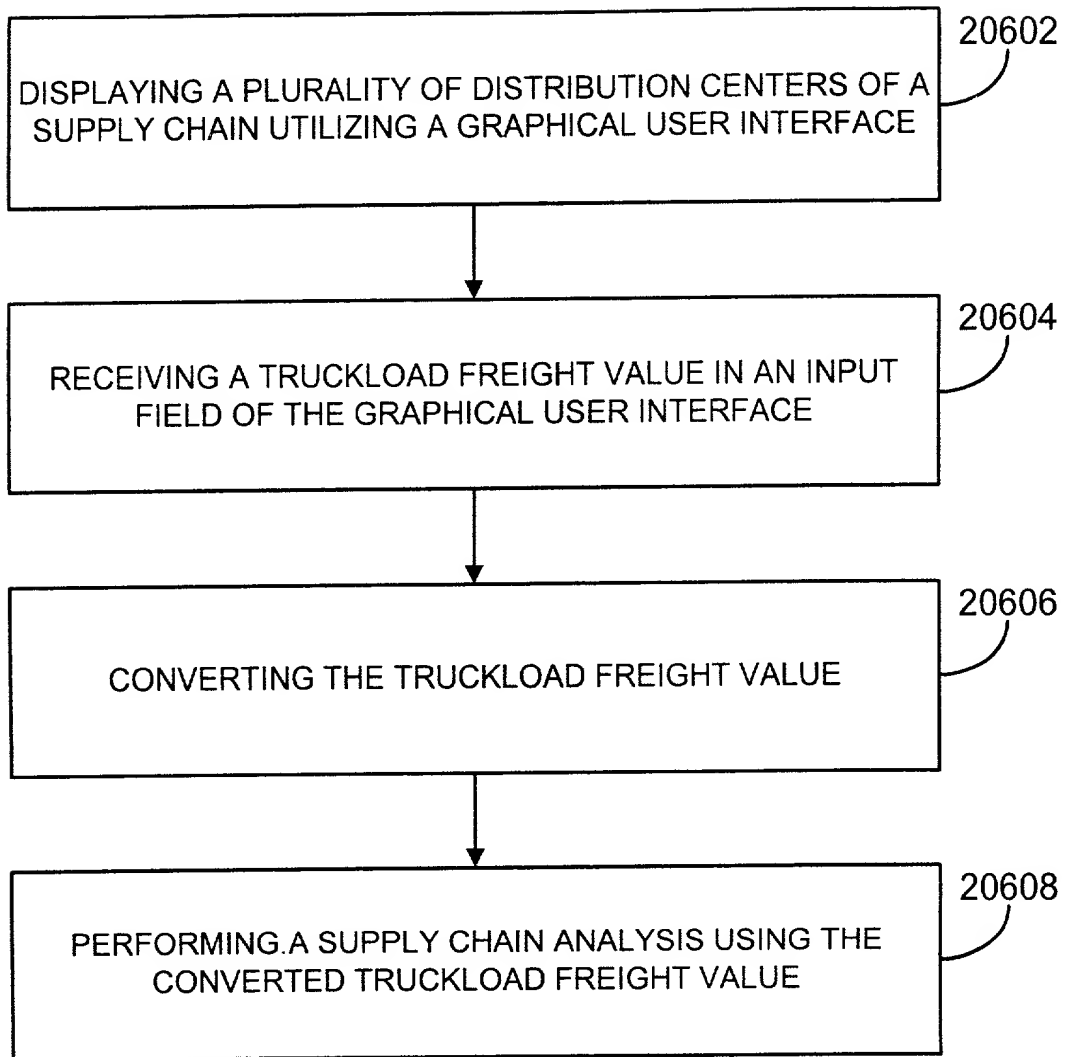 20602
DISPLAYING A PLURALITY OF DISTRIBUTION CENTERS OF A
SUPPLY CHAIN UTILIZING A GRAPHICAL USER INTERFACE
20604
RECEIVING A TRUCKLOAD FREIGHT VALUE IN AN INPUT
FIELD OF THE GRAPHICAL USER INTERFACE
20606
CONVERTING THE TRUCKLOAD FREIGHT VALUE
20608
PERFORMING.A SUPPLY CHAIN ANALYSIS USING THE
CONVERTED TRUCKLOAD FREIGHT VALUE